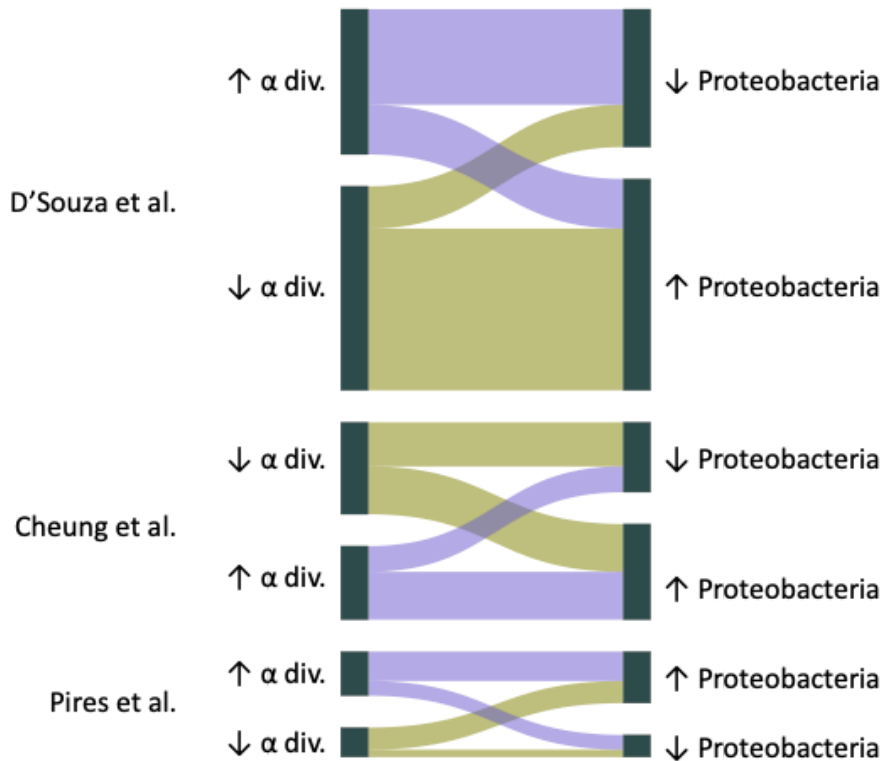 ↑ α div.
↓ Proteobacteria
D’Souza et al.
↓ α div.
↑ Proteobacteria
↓ α div.
↓ Proteobacteria
Cheung et al.
↑ α div.
↑ Proteobacteria
↑ α div.
↑ Proteobacteria
Pires et al.
↓ α div.
↓ Proteobacteria